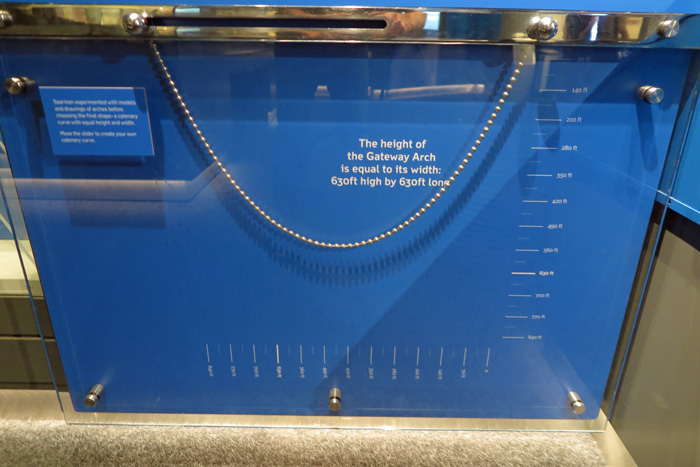 Saarinen experimented with models
and drawings of arches before
choosing the final shape-a catenary
curve with equal height and width.
Move the slider to create your own
catenary curve.
The height of
the Gateway Arch
is equal to its width:
630ft high by 630ft long
140 ft
210 ft
280 ft
350 ft
420 ft
490 ft
560 ft
630 ft
700 ft
770 ft
840 ft